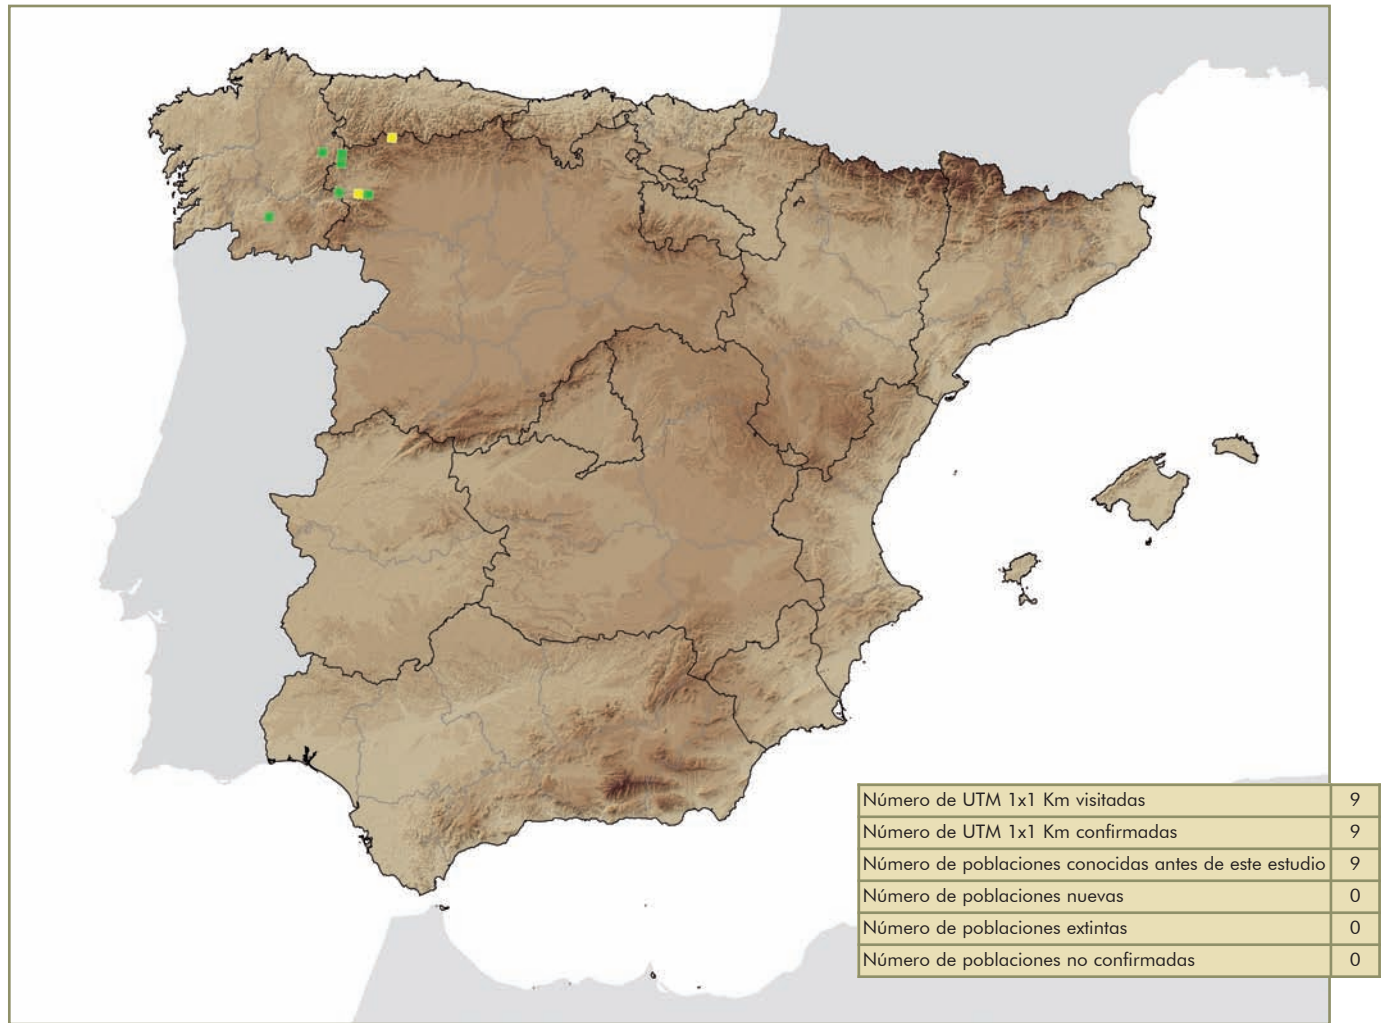 Número de UTM 1x1 Km visitadas 9
Número de UTM 1x1 Km confirmadas 9
Número de poblaciones conocidas antes de este estudio 9
Número de poblaciones nuevas 0
Número de poblaciones extintas 0
Número de poblaciones no confirmadas 0